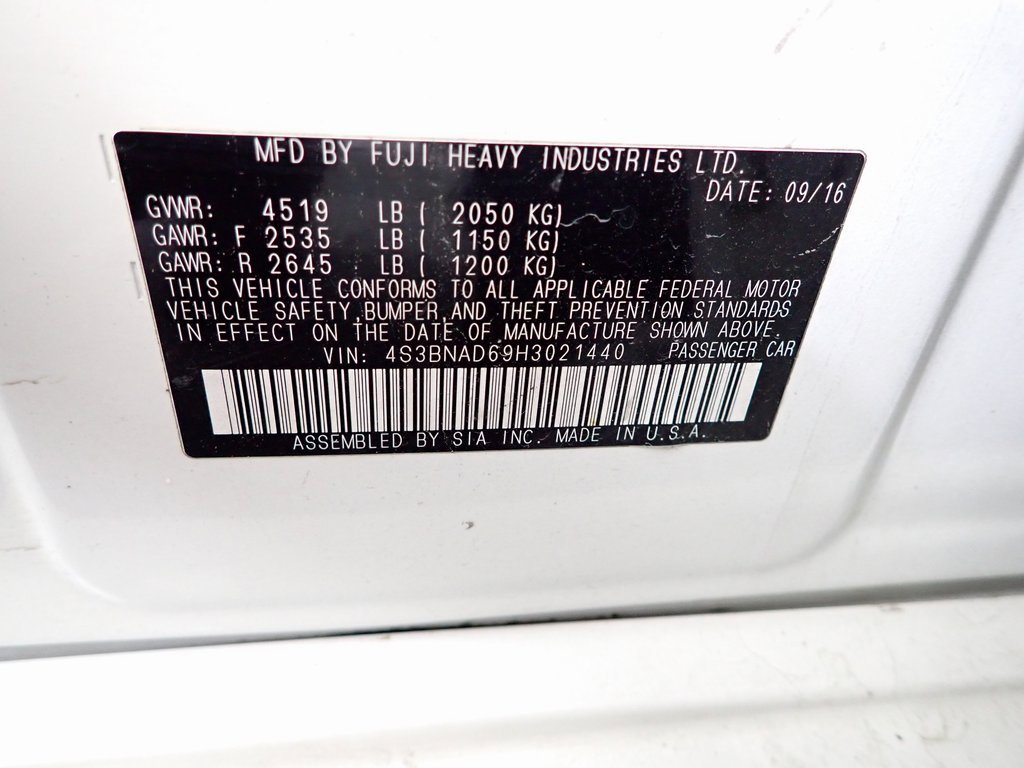 MFD BY FUJI HEAVY INDUSTRIES LTD.
DATE: 09/16
GVWR: 4519 LB ( 2050 KG)
GAWR: F 2535 LB ( 1150 KG)
GAWR: R 2645 LB ( 1200 KG)
THIS VEHICLE CONFORMS TO ALL APPLICABLE FEDERAL MOTOR
VEHICLE SAFETY, BUMPER, AND THEFT PREVENTION STANDARDS
IN EFFECT ON THE DATE OF MANUFACTURE SHOWN ABOVE.
VIN: 4S3BNAD69H3021440 PASSENGER CAR
ASSEMBLED BY SIA INC. MADE IN U.S.A.